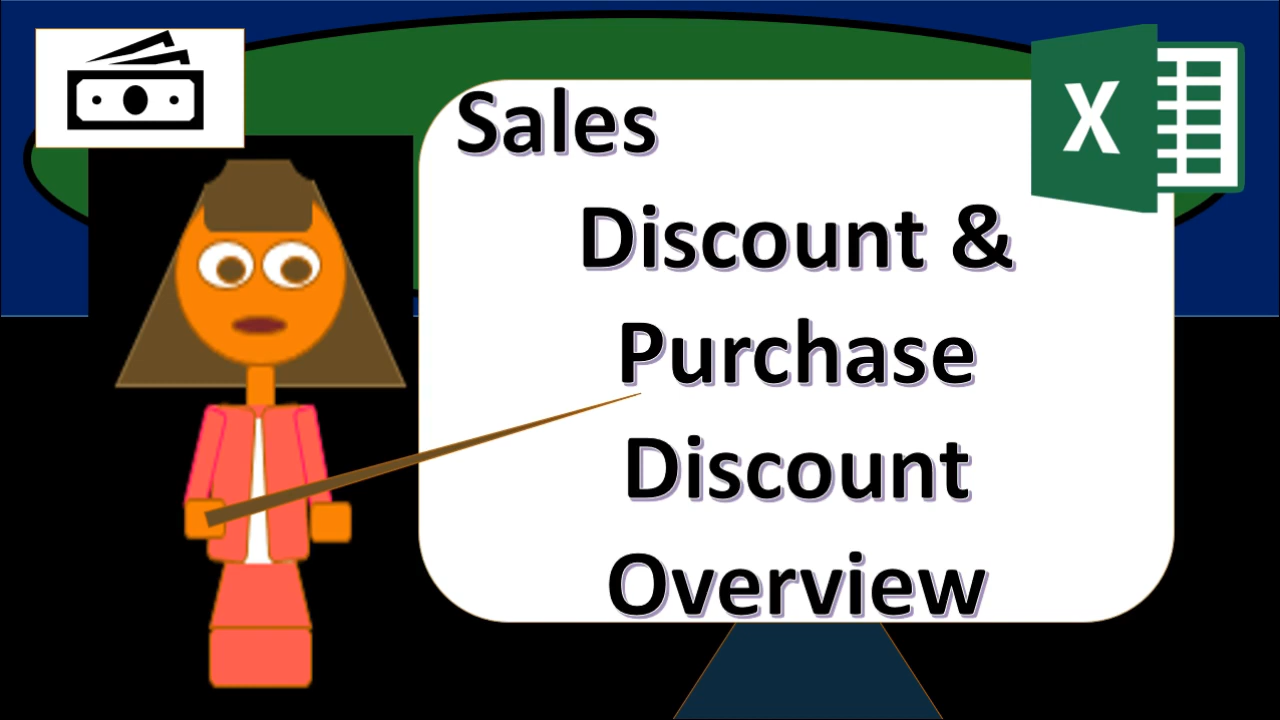 Sales
Discount &
Purchase
Discount
Overview
X